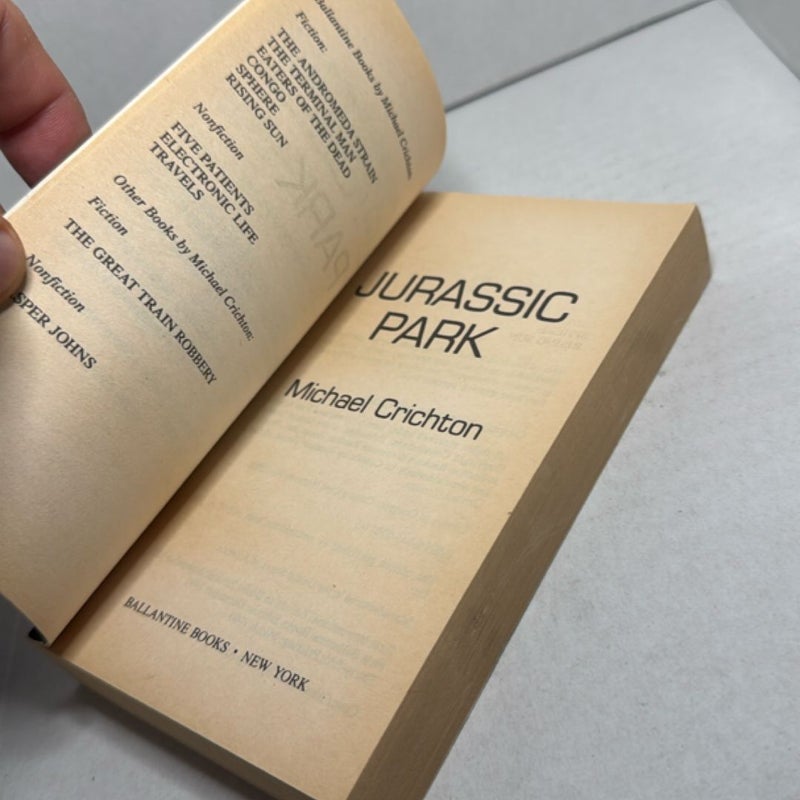 Ballantine Books by Michael Crichton
Fiction:
THE ANDROMEDA STRAIN
THE TERMINAL MAN
EATERS OF THE DEAD
CONGO
SPHERE
RISING SUN
Nonfiction
FIVE PATIENTS
ELECTRONIC LIFE
TRAVELS
Other Books by Michael Crichton:
Fiction
THE GREAT TRAIN ROBBERY
Nonfiction
SPER JOHNS
JURASSIC
PARK
Michael Crichton
BALLANTINE BOOKS • NEW YORK